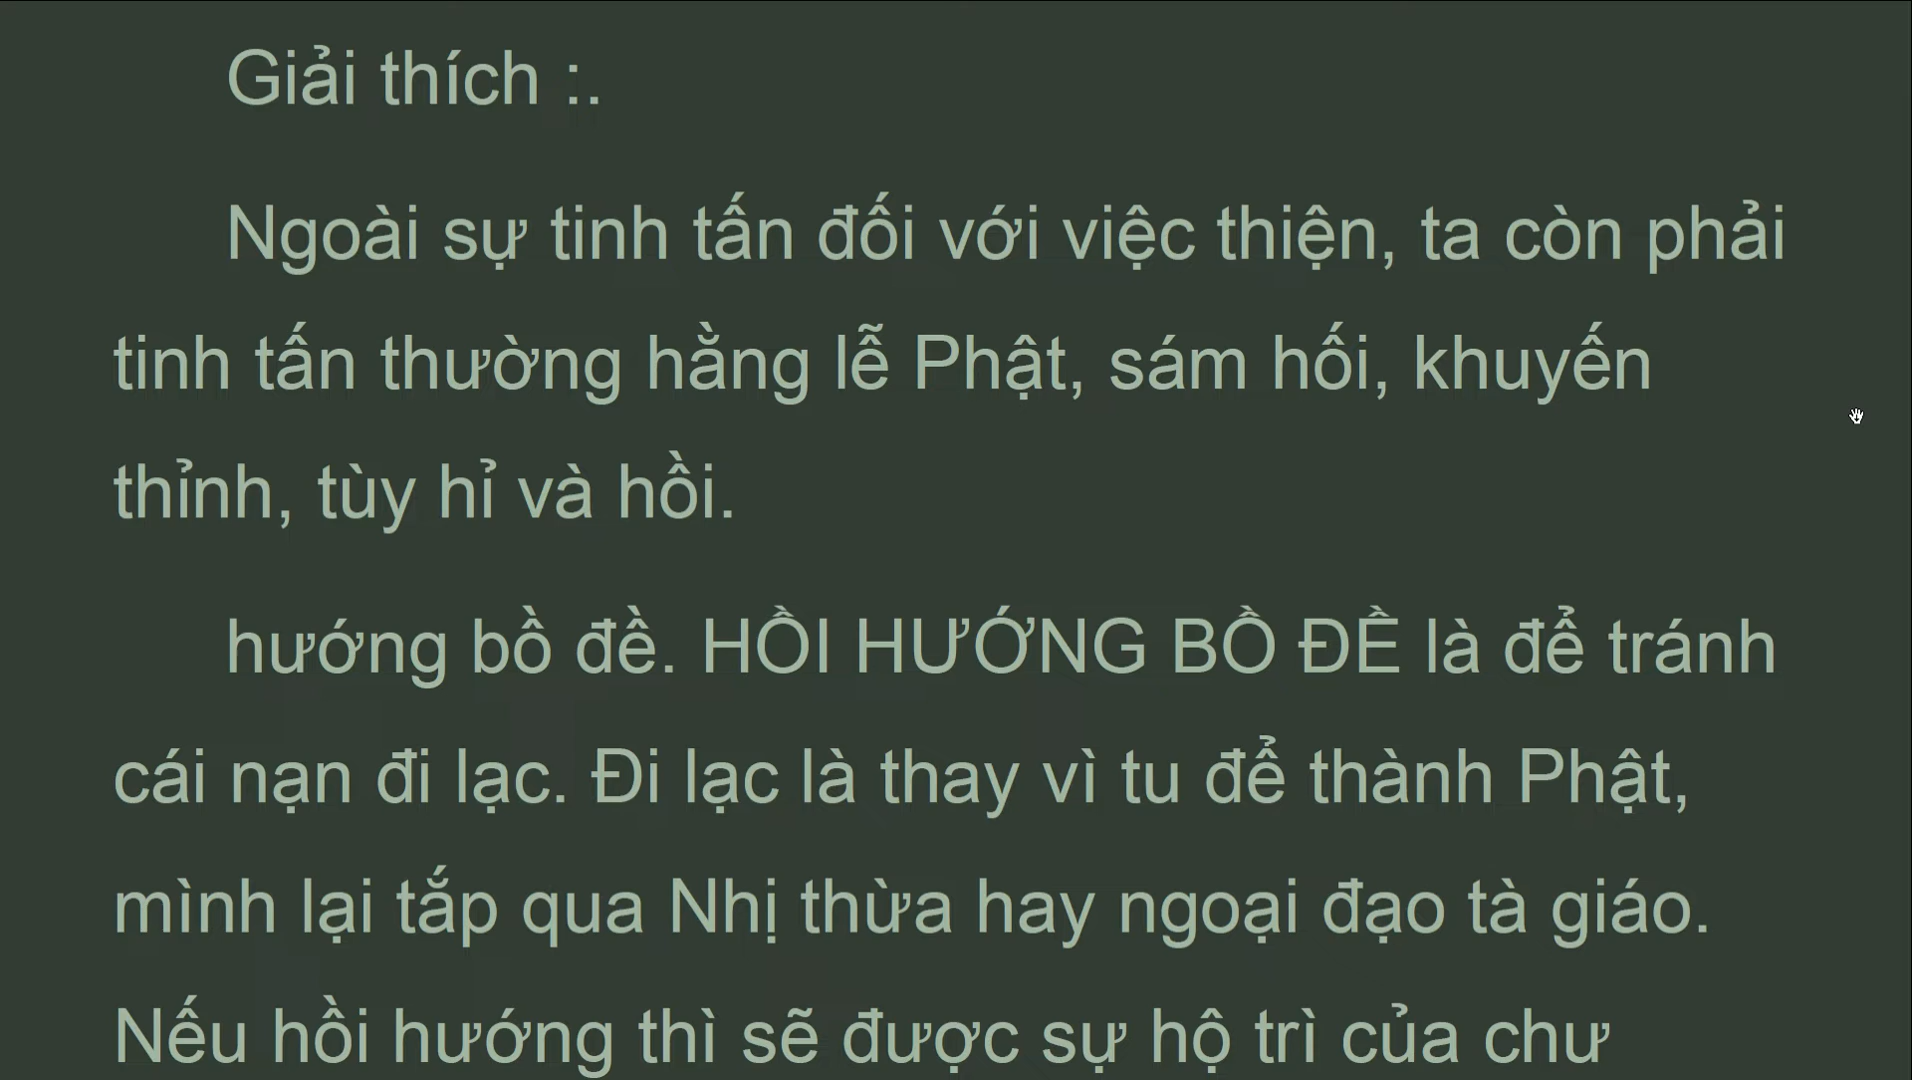 Giải thích :.
Ngoài sự tinh tấn đối với việc thiện, ta còn phải
tinh tấn thường hằng lễ Phật, sám hối, khuyến
thỉnh, tùy hỉ và hồi.
hướng bồ đề. HỒI HƯỚNG BỒ ĐỀ là để tránh
cái nạn đi lạc. Đi lạc là thay vì tu để thành Phật,
mình lại tắp qua Nhị thừa hay ngoại đạo tà giáo.
Nếu hồi hướng thì sẽ được sự hộ trì của chư